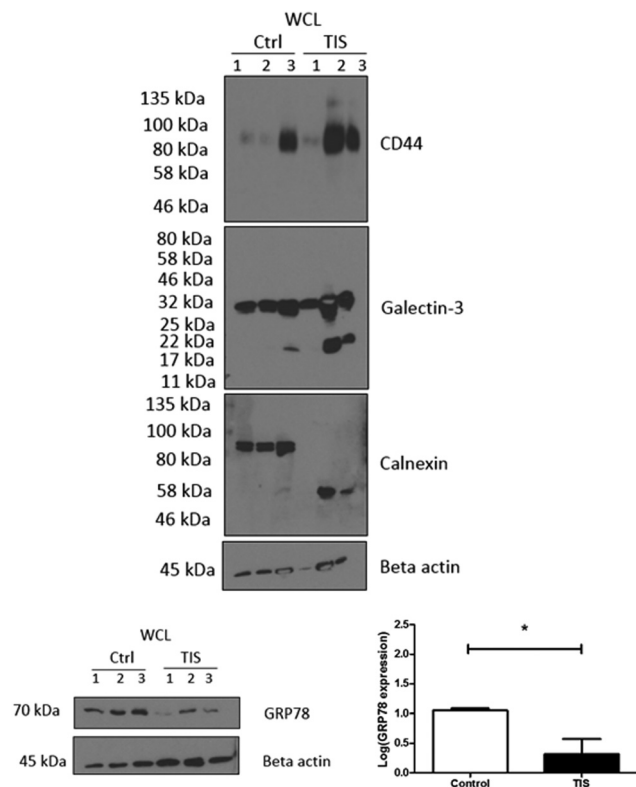 WCL
Ctrl TIS
1 2 3 1 2 3
135 kDa
100 kDa
80 kDa
58 kDa
46 kDa
CD44
80 kDa
58 kDa
46 kDa
32 kDa
25 kDa
22 kDa
17 kDa
11 kDa
Galectin-3
135 kDa
100 kDa
80 kDa
58 kDa
46 kDa
Calnexin
45 kDa
Beta actin
WCL
Ctrl TIS
1 2 3 1 2 3
70 kDa
GRP78
45 kDa
Beta actin
Log(GRP78 expression)
2.5
2.0
1.5
1.0
0.5
0.0
*
Control TIS